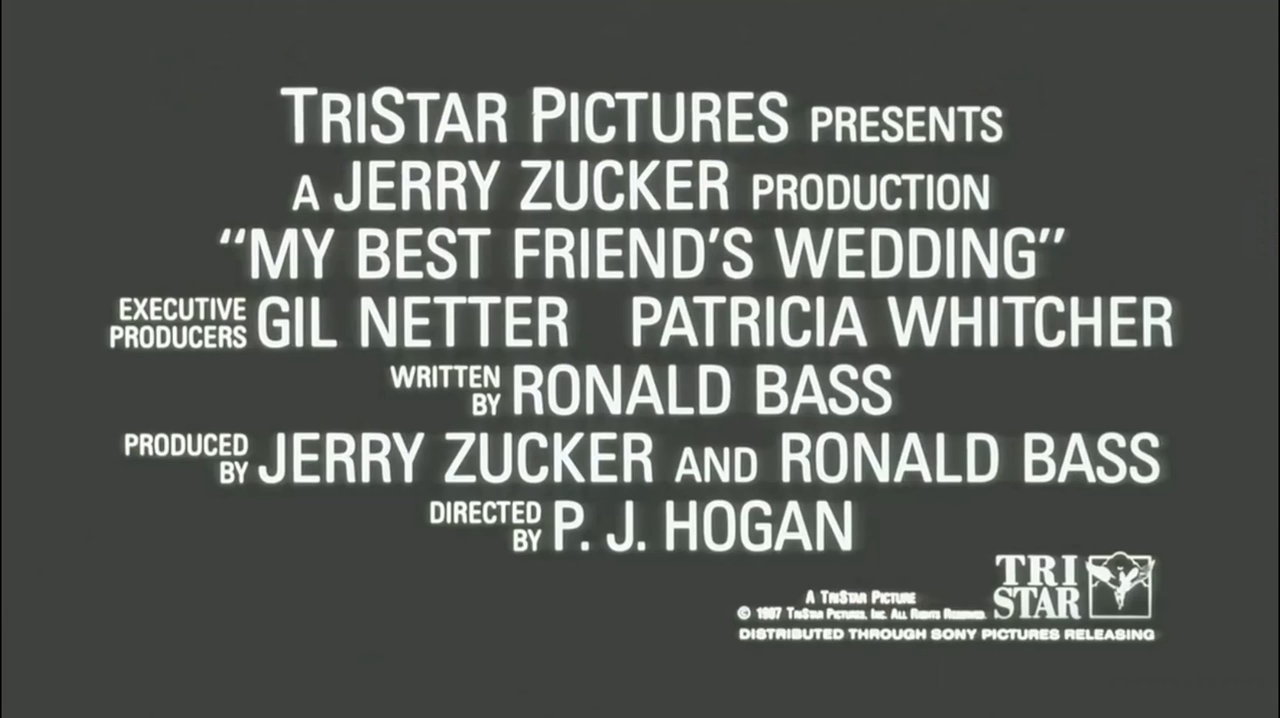 TRISTAR PICTURES PRESENTS
A JERRY ZUCKER PRODUCTION
“MY BEST FRIEND’S WEDDING”
EXECUTIVE PRODUCERS GIL NETTER PATRICIA WHITCHER
WRITTEN BY RONALD BASS
PRODUCED BY JERRY ZUCKER AND RONALD BASS
DIRECTED BY P. J. HOGAN
TRI
STAR
A TRISTAR PICTURE
© 1997 TRISTAR PICTURES, INC. ALL RIGHTS RESERVED.
DISTRIBUTED THROUGH SONY PICTURES RELEASING